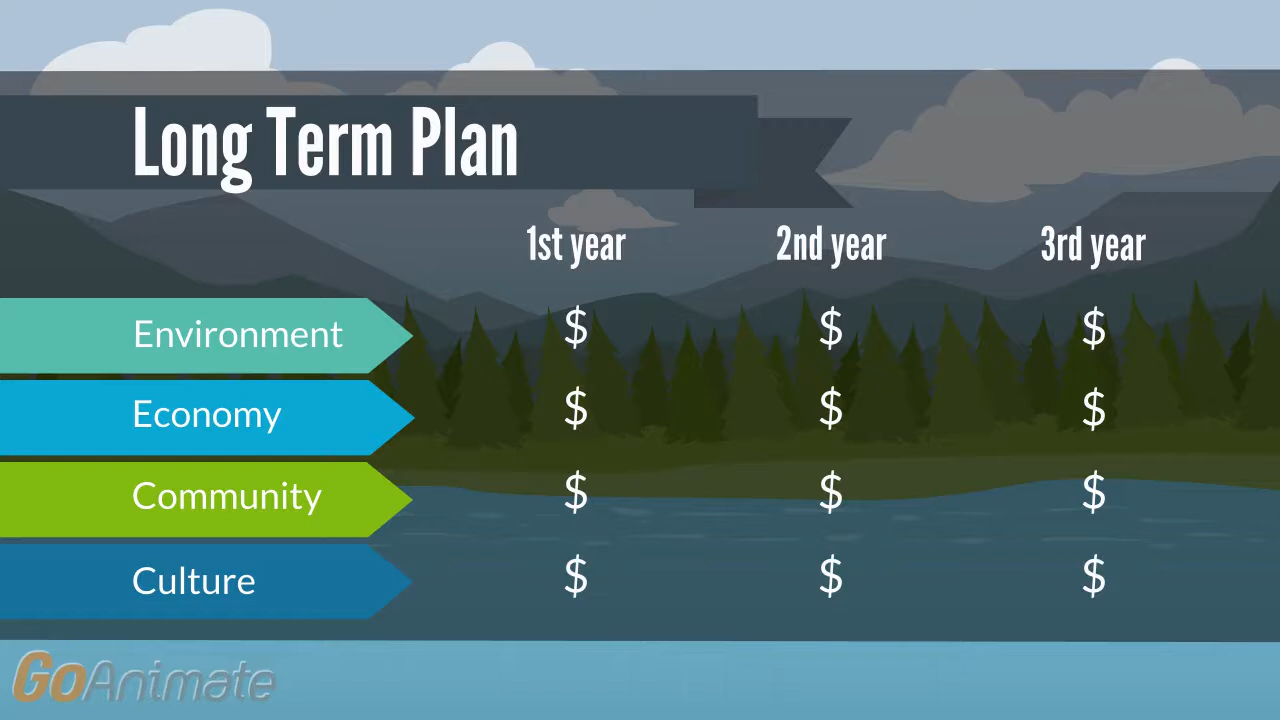 Long Term Plan
1st year 2nd year 3rd year
Environment $ $ $
Economy $ $ $
Community $ $ $
Culture $ $ $
GoAnimate